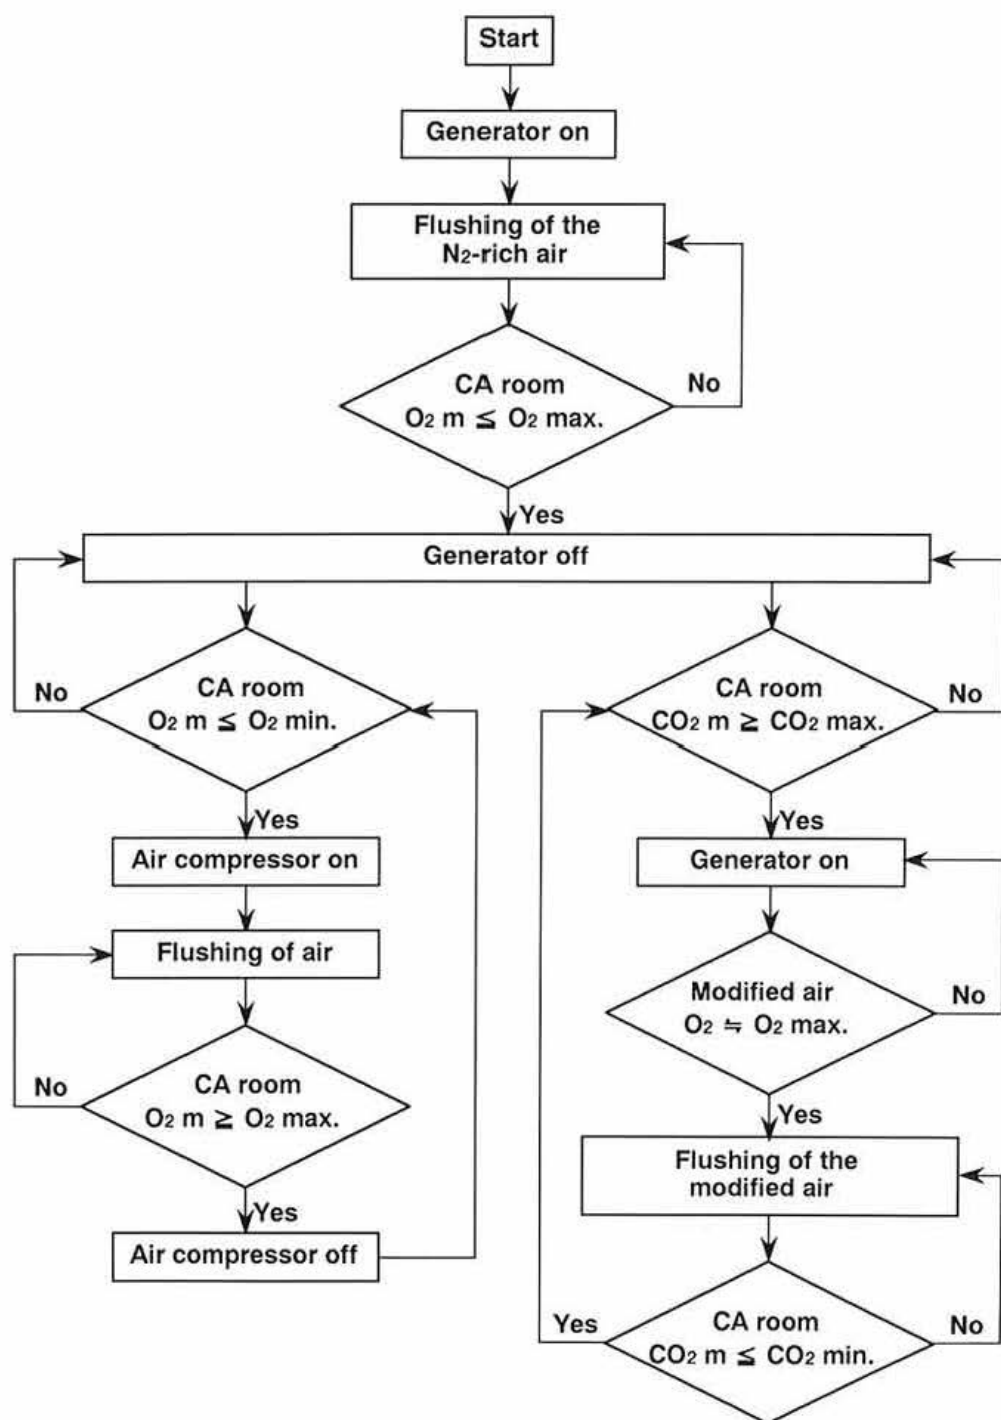 Start
Generator on
Flushing of the
N₂-rich air
CA room
O₂ m ≦ O₂ max.
No
Yes
Generator off
CA room
O₂ m ≦ O₂ min.
No
Yes
Air compressor on
Flushing of air
CA room
O₂ m ≧ O₂ max.
No
Yes
Air compressor off
CA room
CO₂ m ≧ CO₂ max.
No
Yes
Generator on
Modified air
O₂ ≒ O₂ max.
No
Yes
Flushing of the
modified air
CA room
CO₂ m ≦ CO₂ min.
Yes
No